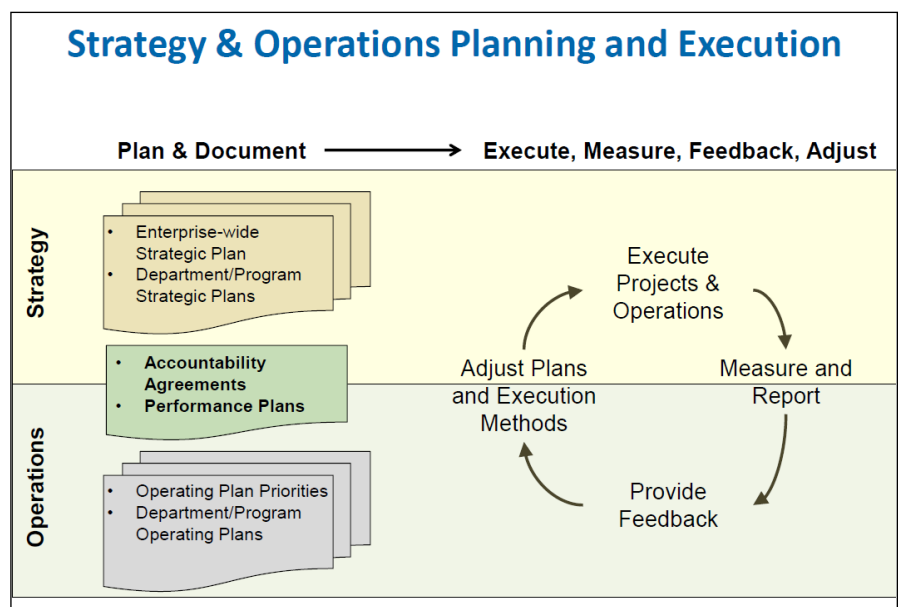 Strategy & Operations Planning and Execution
Plan & Document
Execute, Measure, Feedback, Adjust
Strategy
• Enterprise-wide
Strategic Plan
• Department/Program
Strategic Plans
• Accountability
Agreements
• Performance Plans
Operations
• Operating Plan Priorities
• Department/Program
Operating Plans
Execute
Projects &
Operations
Measure and
Report
Provide
Feedback
Adjust Plans
and Execution
Methods